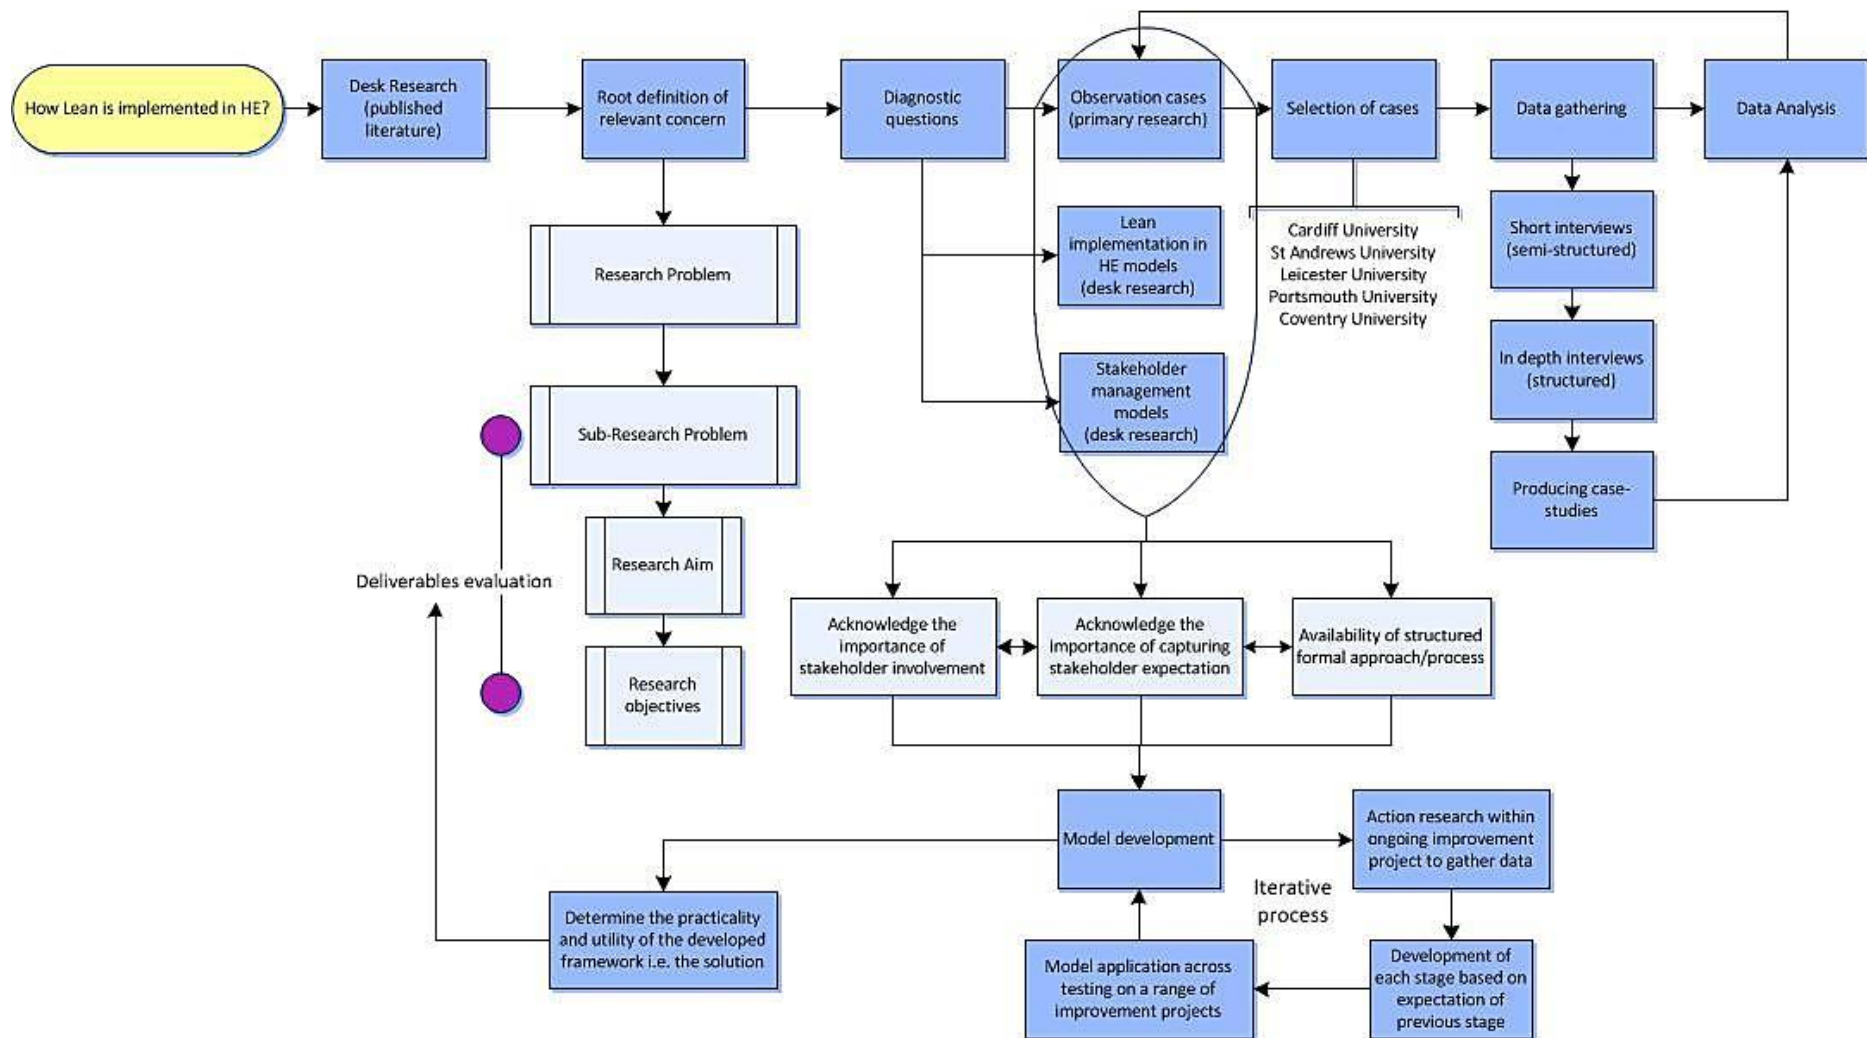 How Lean is implemented in HE?
Desk Research
(published
literature)
Root definition of
relevant concern
Diagnostic
questions
Observation cases
(primary research)
Selection of cases
Data gathering
Data Analysis
Research Problem
Lean
implementation in
HE models
(desk research)
Cardiff University
St Andrews University
Leicester University
Portsmouth University
Coventry University
Short interviews
(semi-structured)
Sub-Research Problem
Stakeholder
management
models
(desk research)
In depth interviews
(structured)
Producing case-
studies
Research Aim
Deliverables evaluation
Research
objectives
Acknowledge the
importance of
stakeholder involvement
Acknowledge the
importance of capturing
stakeholder expectation
Availability of structured
formal approach/process
Model development
Action research within
ongoing improvement
project to gather data
Iterative
process
Determine the practicality
and utility of the developed
framework i.e. the solution
Model application across
testing on a range of
improvement projects
Development of
each stage based on
expectation of
previous stage